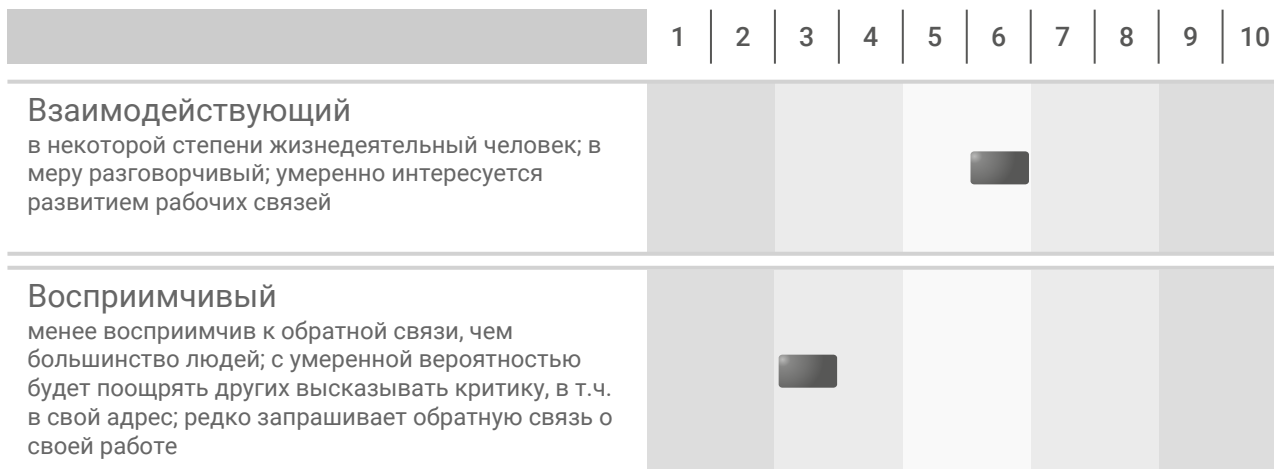 1 2 3 4 5 6 7 8 9 10
Взаимодействующий
в некоторой степени жизнедеятельный человек; в
меру разговорчивый; умеренно интересуется
развитием рабочих связей
Восприимчивый
менее восприимчив к обратной связи, чем
большинство людей; с умеренной вероятностью
будет поощрять других высказывать критику, в т.ч.
в свой адрес; редко запрашивает обратную связь о
своей работе